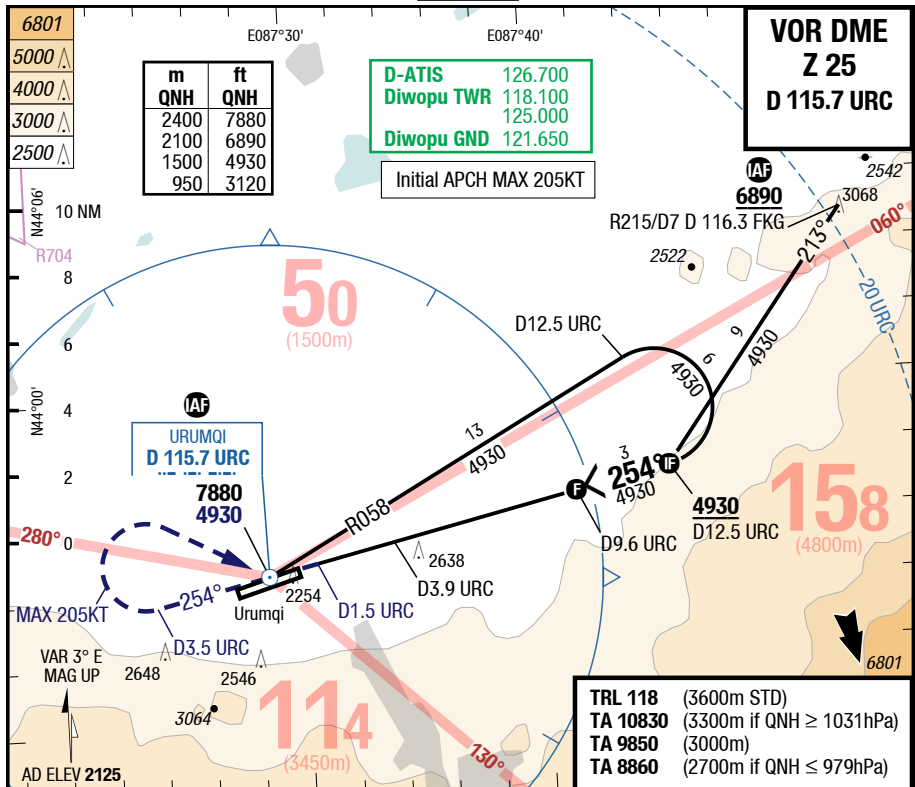 6801
5000
4000
3000
2500
E087°30'
E087°40'
m ft
QNH QNH
2400 7880
2100 6890
1500 4930
950 3120
D-ATIS 126.700
Diwopu TWR 118.100
125.000
Diwopu GND 121.650
Initial APCH MAX 205KT
VOR DME
Z 25
D 115.7 URC
2542
IAF
6890
3068
R215/D7 D 116.3 FKG
060°
213°
2522
20 URC
N44°06'
10 NM
R704
8
50
(1500m)
D12.5 URC
6
9
4930
6
4930
N44°00'
4
IAF
URUMQI
D 115.7 URC
13
4930
2
7880
4930
R058
3
254°
4930
IF
F
4930
D12.5 URC
158
(4800m)
D9.6 URC
280°
0
2638
D3.9 URC
2254
Urumqi
254°
D1.5 URC
MAX 205KT
D3.5 URC
VAR 3° E
MAG UP
2648
2546
3064
114
(3450m)
130°
6801
AD ELEV 2125
TRL 118 (3600m STD)
TA 10830 (3300m if QNH ≥ 1031hPa)
TA 9850 (3000m)
TA 8860 (2700m if QNH ≤ 979hPa)